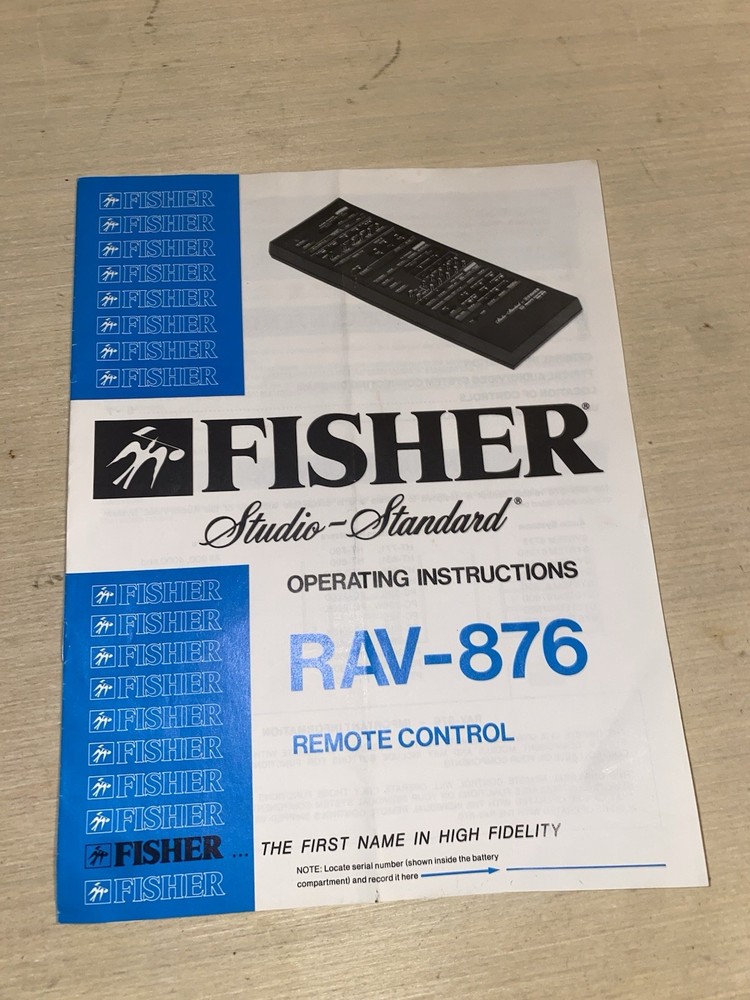 FISHER
FISHER
FISHER
FISHER
FISHER
FISHER
FISHER
FISHER
FISHER®
Studio-Standard®
OPERATING INSTRUCTIONS
RAV-876
REMOTE CONTROL
FISHER
FISHER
FISHER
FISHER
FISHER
FISHER
FISHER
FISHER
FISHER ... THE FIRST NAME IN HIGH FIDELITY
FISHER
NOTE: Locate serial number (shown inside the battery
compartment) and record it here